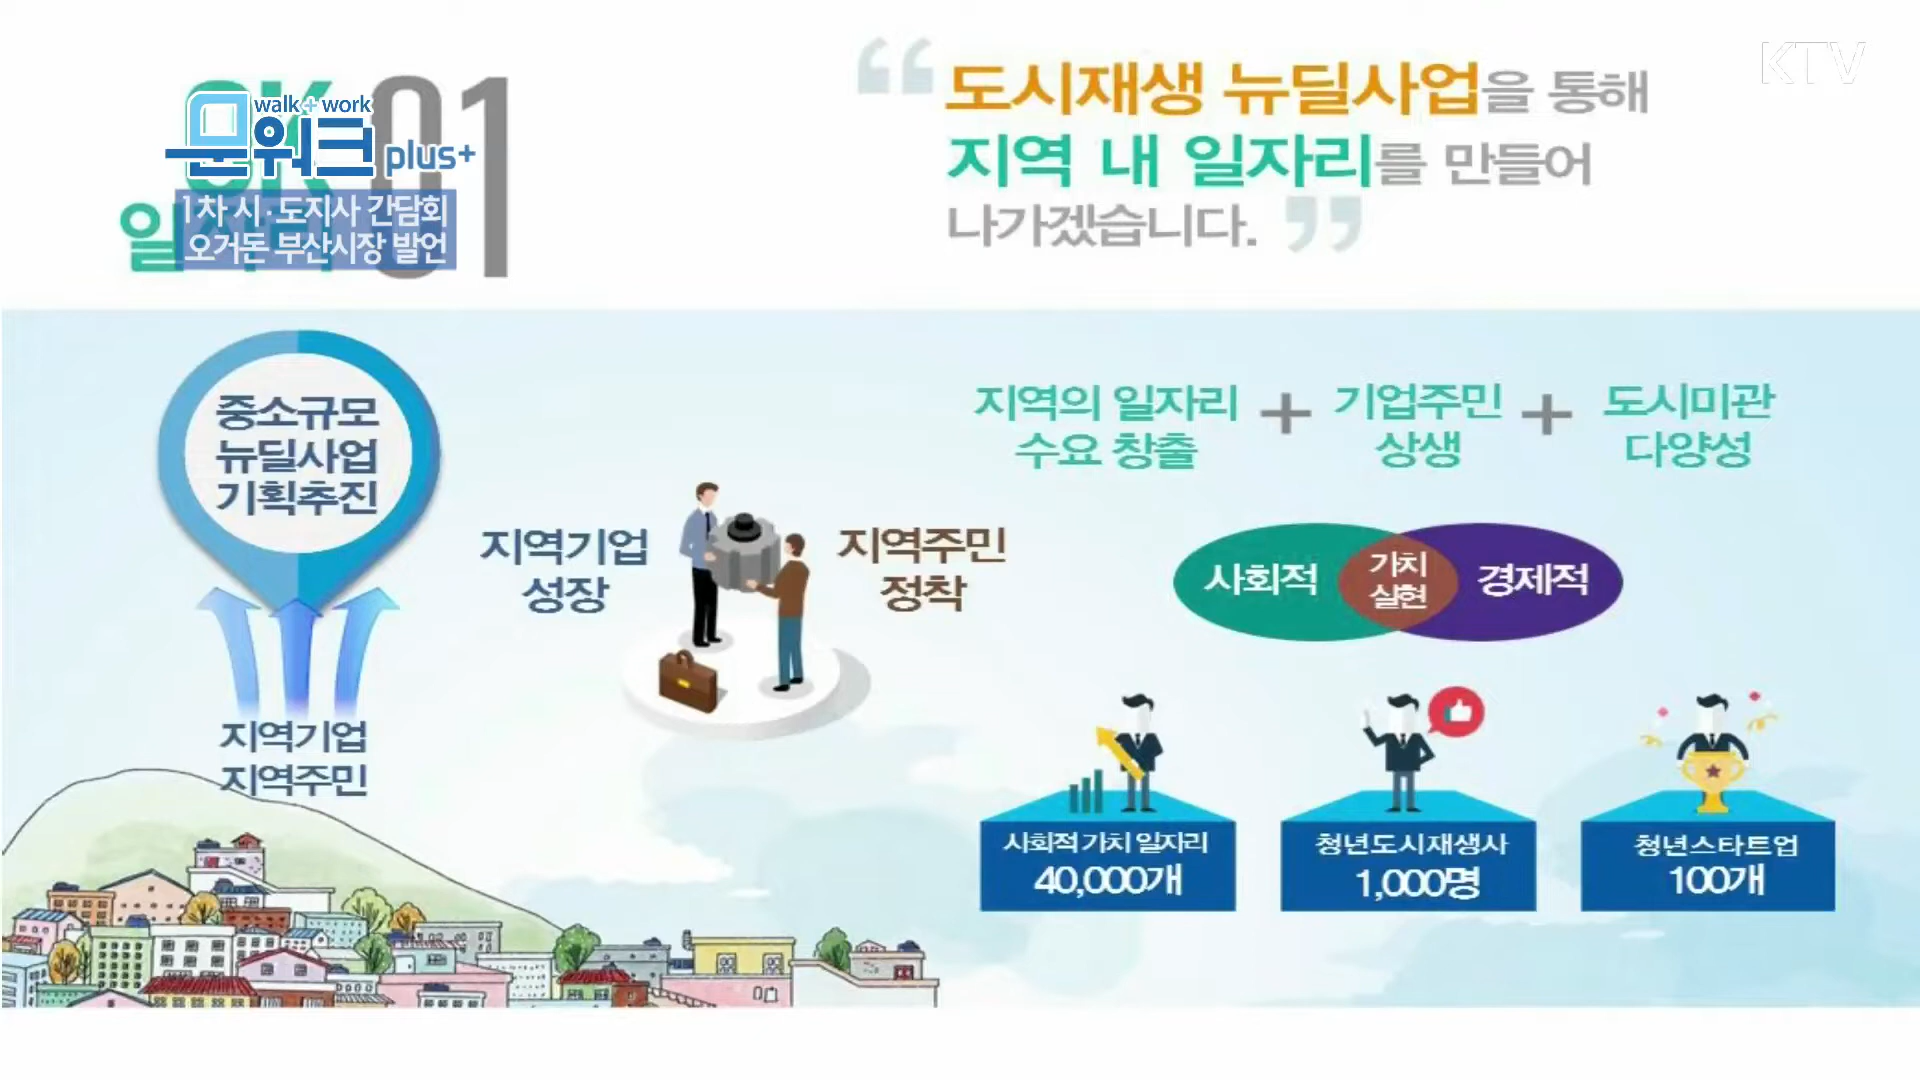 KTV
walk+work
문워크 plus+
1차 시·도지사 간담회
오거돈 부산시장 발언
OK
일자리
01
“도시재생 뉴딜사업을 통해
지역 내 일자리를 만들어
나가겠습니다.”
중소규모
뉴딜사업
기획추진
지역기업
지역주민
지역기업
성장
지역주민
정착
지역의 일자리 + 기업주민 + 도시미관
수요 창출 상생 다양성
사회적 가치 경제적
실현
사회적 가치 일자리
40,000개
청년도시재생사
1,000명
청년스타트업
100개